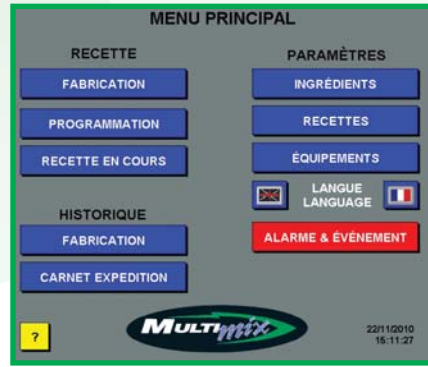 MENU PRINCIPAL
RECETTE
FABRICATION
PROGRAMMATION
RECETTE EN COURS
HISTORIQUE
FABRICATION
CARNET EXPEDITION
PARAMÈTRES
INGRÉDIENTS
RECETTES
ÉQUIPEMENTS
LANGUE
LANGUAGE
ALARME & ÉVÉNEMENT
?
MULTImix
22/11/2010
15:11:27